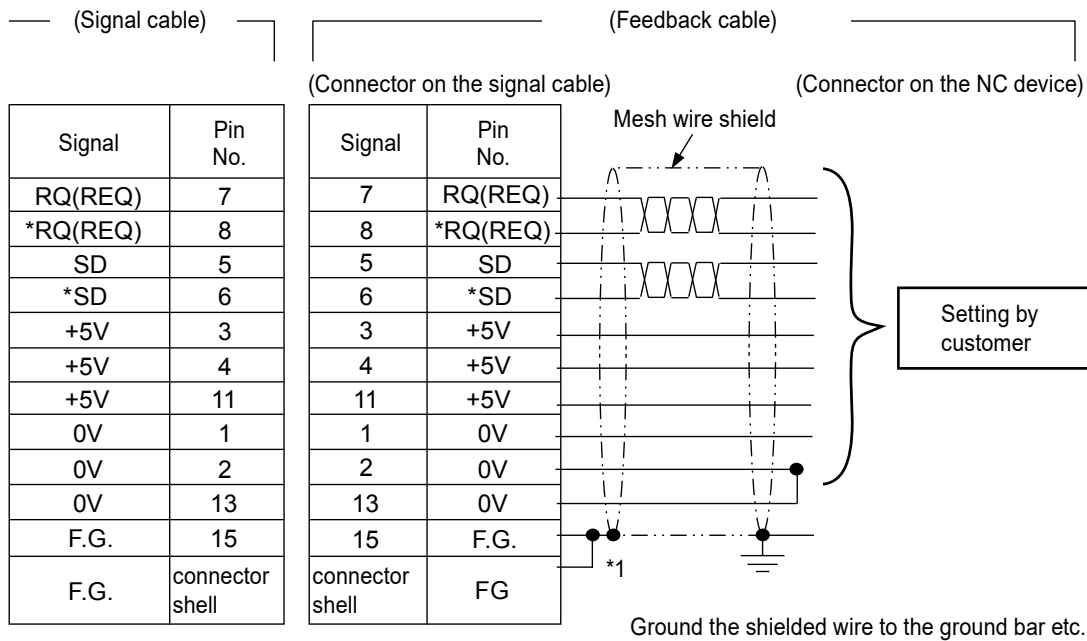 (Signal cable) (Feedback cable)
(Connector on the signal cable) (Connector on the NC device)
Mesh wire shield
Signal Pin No. Signal Pin No.
RQ(REQ) 7 7 RQ(REQ)
*RQ(REQ) 8 8 *RQ(REQ)
SD 5 5 SD
*SD 6 6 *SD
+5V 3 3 +5V
Setting by
customer
+5V 4 4 +5V
+5V 11 11 +5V
0V 1 1 0V
0V 2 2 0V
0V 13 13 0V
F.G. 15 15 F.G.
*1
F.G. connector shell connector shell FG
Ground the shielded wire to the ground bar etc.